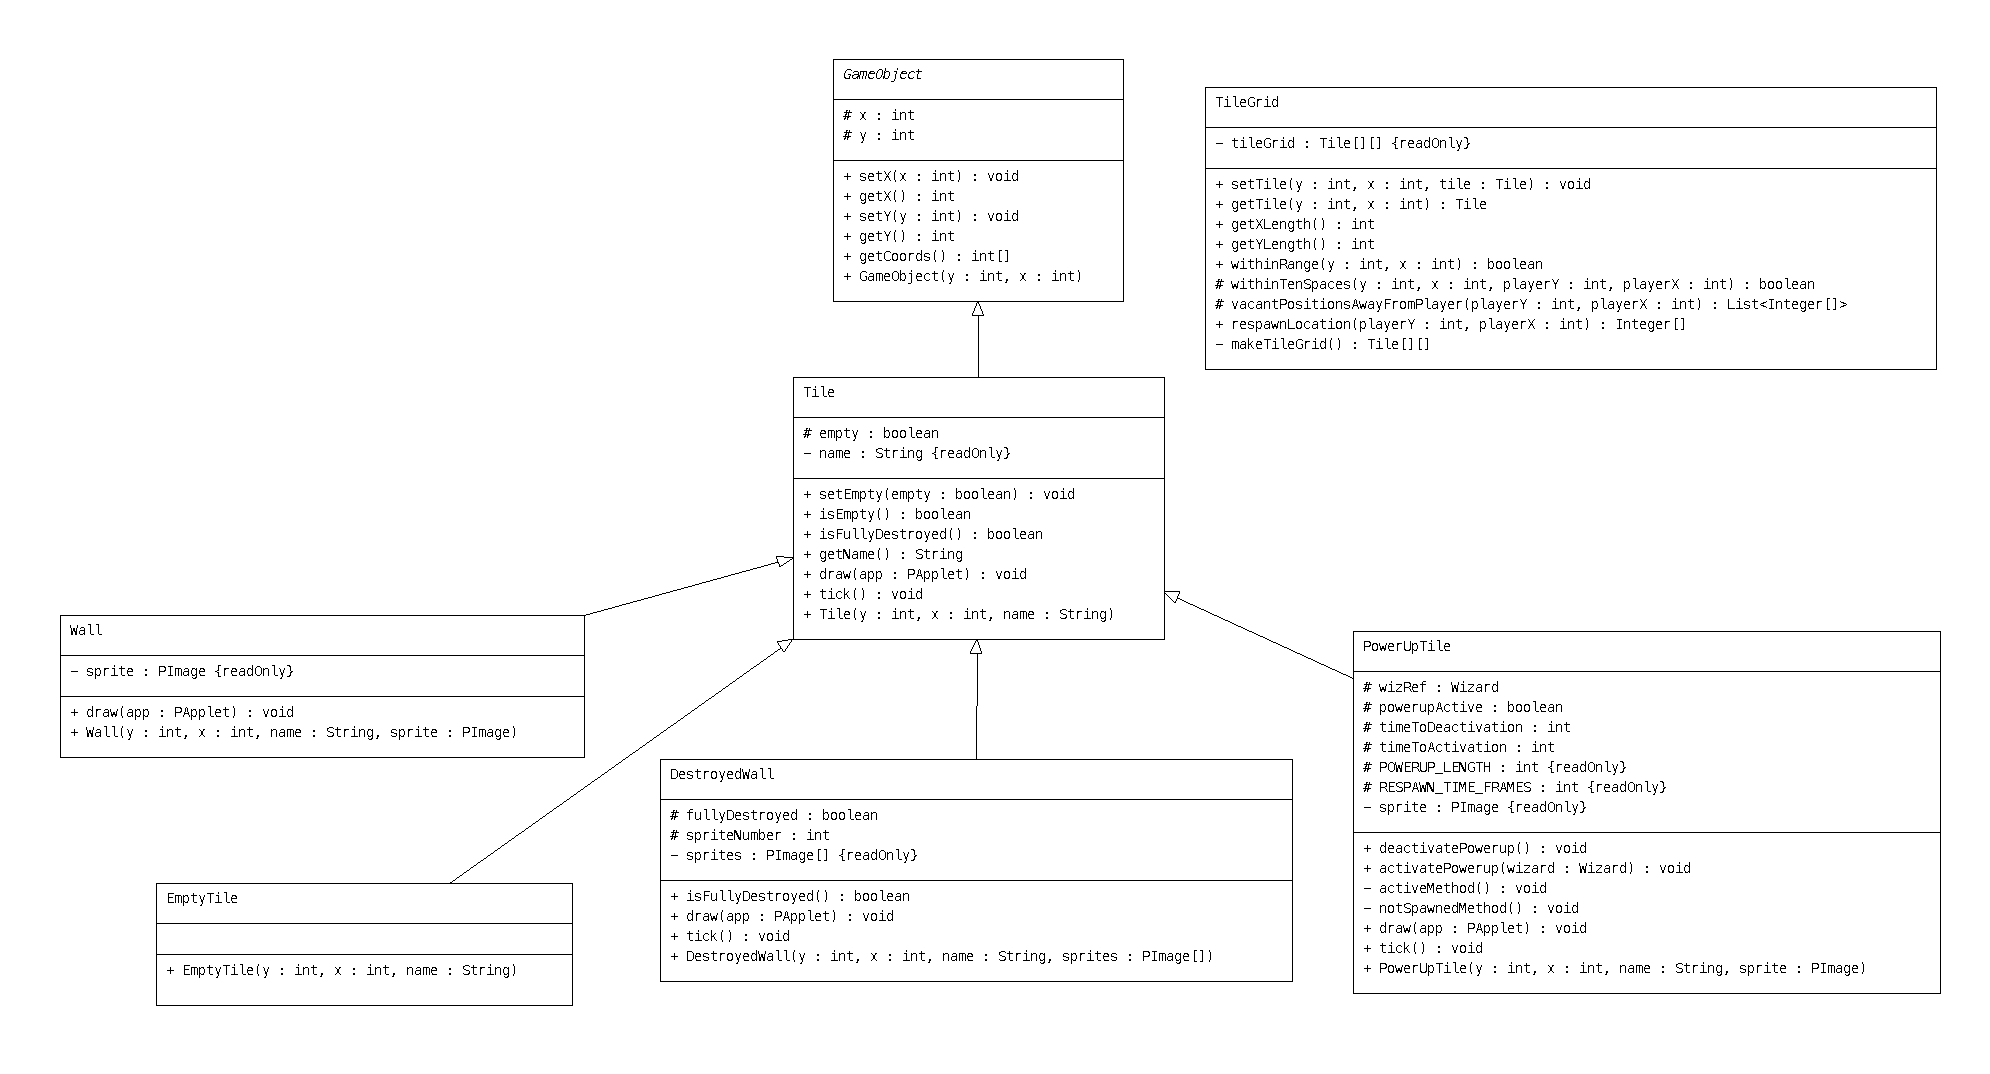 GameObject
# x : int
# y : int
+ setX(x : int) : void
+ getX() : int
+ setY(y : int) : void
+ getY() : int
+ getCoords() : int[]
+ GameObject(y : int, x : int)
TileGrid
- tileGrid : Tile[][] {readOnly}
+ setTile(y : int, x : int, tile : Tile) : void
+ getTile(y : int, x : int) : Tile
+ getXLength() : int
+ getYLength() : int
+ withinRange(y : int, x : int) : boolean
# withinTenSpaces(y : int, x : int, playerY : int, playerX : int) : boolean
# vacantPositionsAwayFromPlayer(playerY : int, playerX : int) : List<Integer[]>
+ respawnLocation(playerY : int, playerX : int) : Integer[]
- makeTileGrid() : Tile[][]
Tile
# empty : boolean
- name : String {readOnly}
+ setEmpty(empty : boolean) : void
+ isEmpty() : boolean
+ isFullyDestroyed() : boolean
+ getName() : String
+ draw(app : PApplet) : void
+ tick() : void
+ Tile(y : int, x : int, name : String)
Wall
- sprite : PImage {readOnly}
+ draw(app : PApplet) : void
+ Wall(y : int, x : int, name : String, sprite : PImage)
EmptyTile
+ EmptyTile(y : int, x : int, name : String)
DestroyedWall
# fullyDestroyed : boolean
# spriteNumber : int
- sprites : PImage[] {readOnly}
+ isFullyDestroyed() : boolean
+ draw(app : PApplet) : void
+ tick() : void
+ DestroyedWall(y : int, x : int, name : String, sprites : PImage[])
PowerUpTile
# wizRef : Wizard
# powerupActive : boolean
# timeToDeactivation : int
# timeToActivation : int
# POWERUP_LENGTH : int {readOnly}
# RESPAWN_TIME_FRAMES : int {readOnly}
- sprite : PImage {readOnly}
+ deactivatePowerup() : void
+ activatePowerup(wizard : Wizard) : void
- activeMethod() : void
- notSpawnedMethod() : void
+ draw(app : PApplet) : void
+ tick() : void
+ PowerUpTile(y : int, x : int, name : String, sprite : PImage)